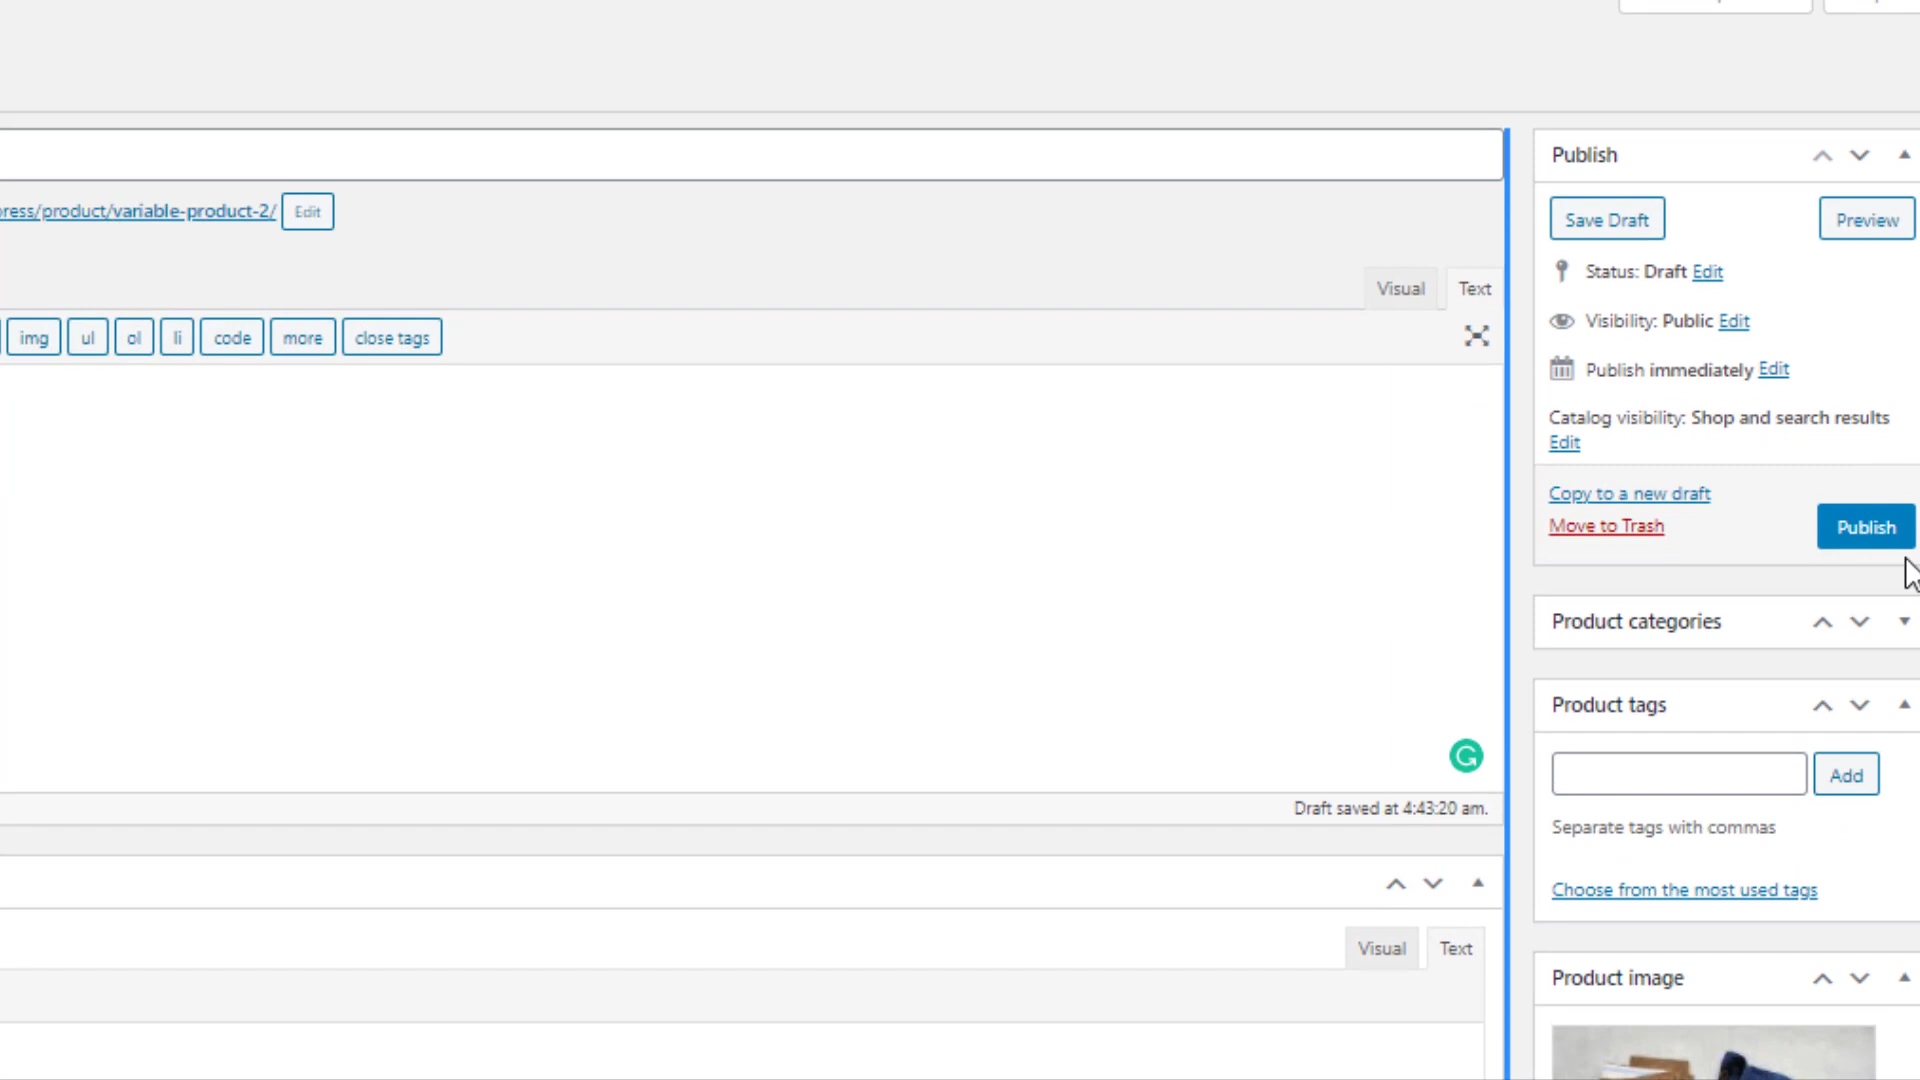 Publish
Save Draft
Preview
ress/product/variable-product-2/
Edit
Status: Draft Edit
Visual
Text
Visibility: Public Edit
img
ul
ol
li
code
more
close tags
Publish immediately Edit
Catalog visibility: Shop and search results
Edit
Copy to a new draft
Move to Trash
Publish
Product categories
Product tags
Add
Draft saved at 4:43:20 am.
Separate tags with commas
Choose from the most used tags
Visual
Text
Product image